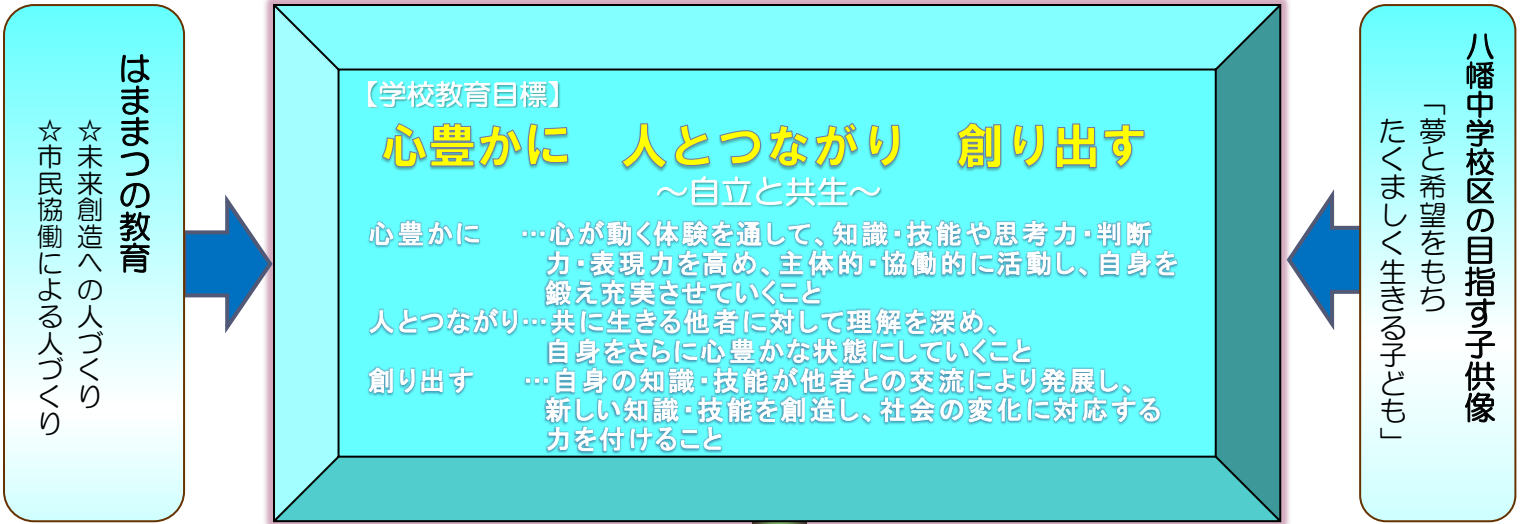 はままつの教育
☆未来創造への人づくり
☆市民協働による人づくり
【学校教育目標】
心豊かに　人とつながり　創り出す
～自立と共生～
心豊かに　…心が動く体験を通して、知識・技能や思考力・判断
力・表現力を高め、主体的・協働的に活動し、自身を
鍛え充実させていくこと
人とつながり…共に生きる他者に対して理解を深め、
自身をさらに心豊かな状態にしていくこと
創り出す　…自身の知識・技能が他者との交流により発展し、
新しい知識・技能を創造し、社会の変化に対応する
力を付けること
八幡中学校区の目指す子供像
「夢と希望をもち
たくましく生きる子ども」